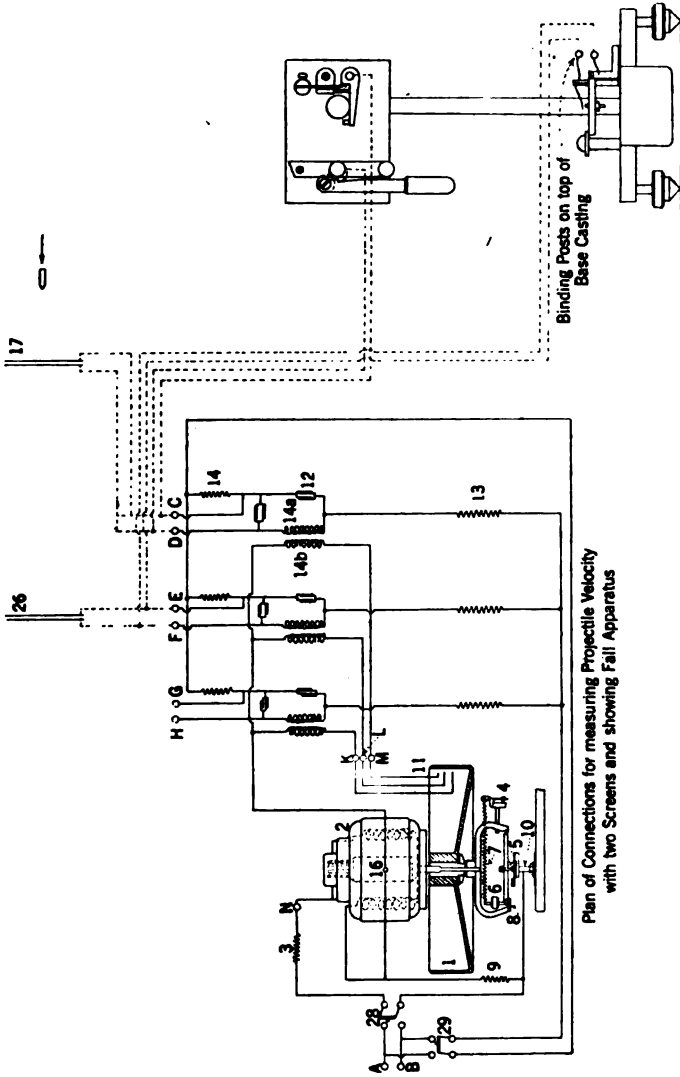 26
17
H
G
F
E
D
C
14
14a
14b
12
13
K
L
M
N
3
2
16
11
1
4
7
6
5
8
10
9
28
29
A
B
Binding Posts on top of
Base Casting
Plan of Connections for measuring Projectile Velocity
with two Screens and showing Fall Apparatus